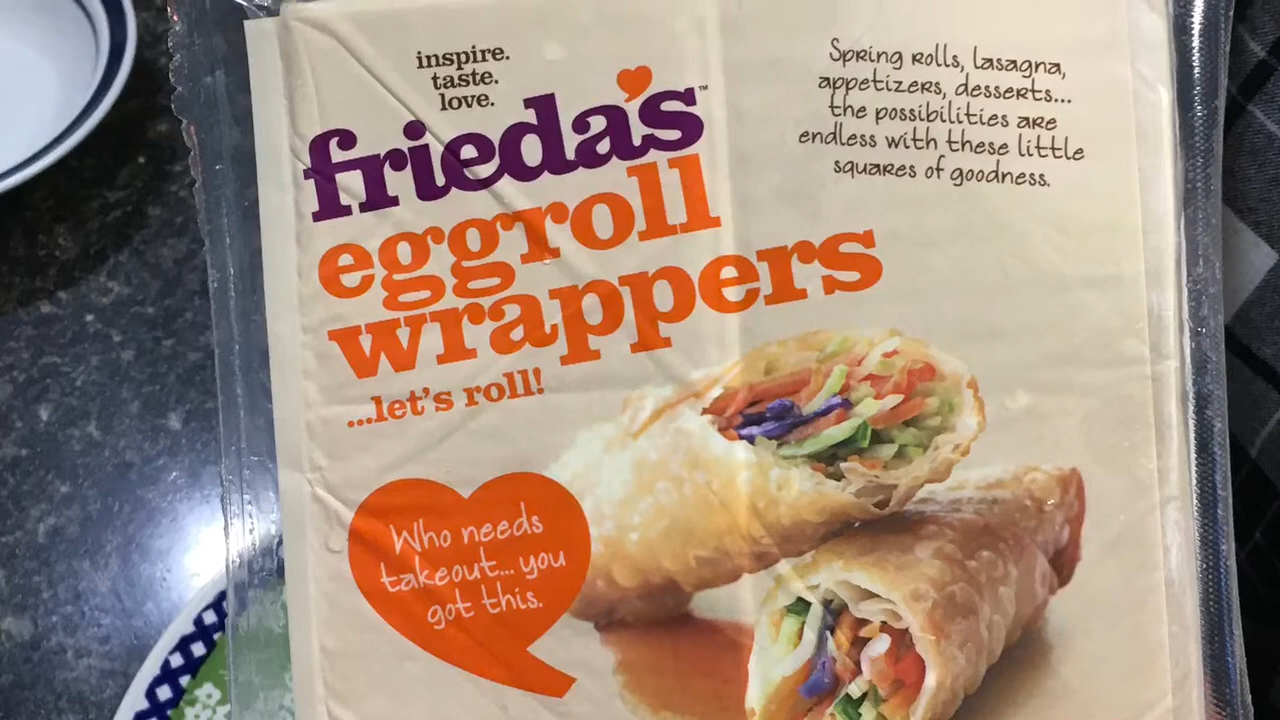 inspire.
taste.
love.
frieda's™
eggroll
wrappers
...let's roll!
Spring rolls, lasagna,
appetizers, desserts...
the possibilities are
endless with these little
squares of goodness.
Who needs
takeout... you
got this.